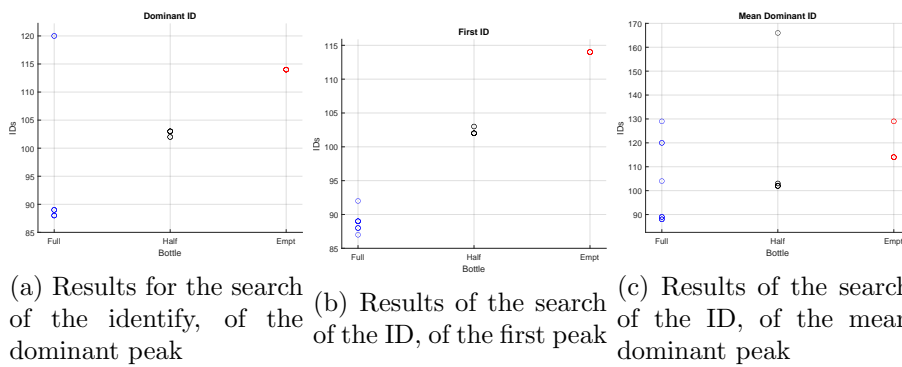 Dominant ID
120
115
110
105
100
95
90
85
IDs
Full
Half
Empt
Bottle
First ID
115
110
105
100
95
90
85
IDs
Full
Half
Empt
Bottle
Mean Dominant ID
170
160
150
140
130
120
110
100
90
IDs
Full
Half
Empt
Bottle
(a) Results for the search
of the identify, of the
dominant peak
(b) Results of the search
of the ID, of the first peak
(c) Results of the search
of the ID, of the mean
dominant peak